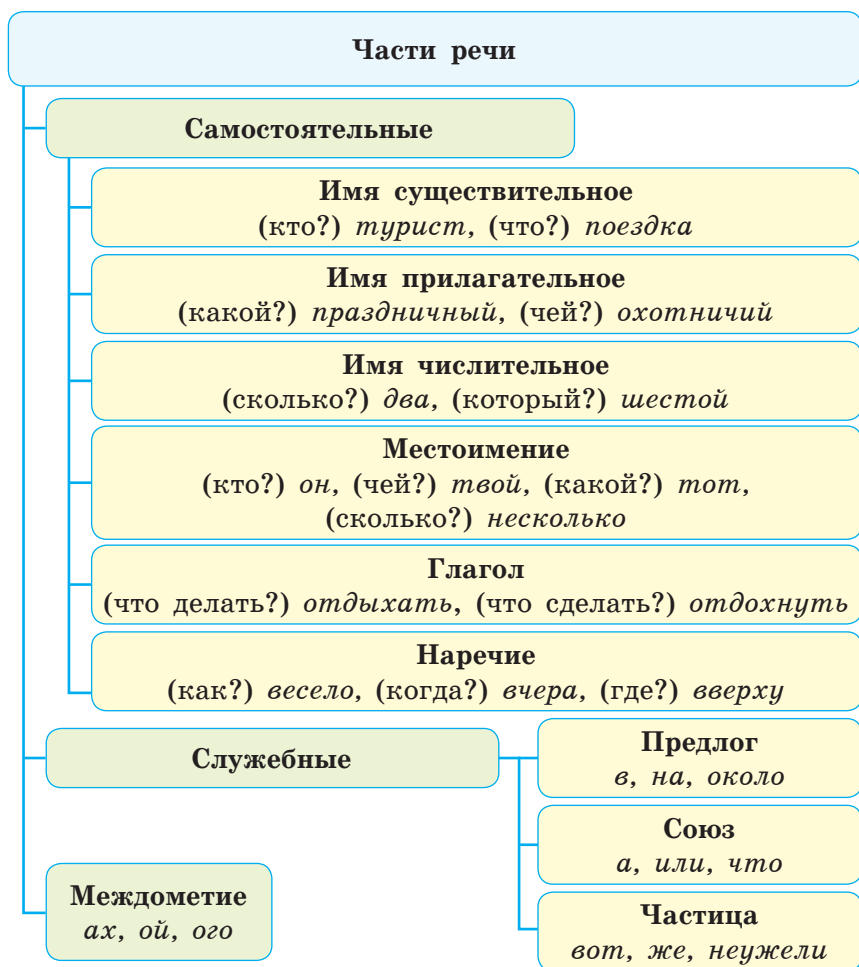 Части речи
Самостоятельные
Имя существительное
(кто?) турист, (что?) поездка
Имя прилагательное
(какой?) праздничный, (чей?) охотничий
Имя числительное
(сколько?) два, (который?) шестой
Местоимение
(кто?) он, (чей?) твой, (какой?) тот,
(сколько?) несколько
Глагол
(что делать?) отдыхать, (что сделать?) отдохнуть
Наречие
(как?) весело, (когда?) вчера, (где?) вверху
Служебные
Предлог
в, на, около
Союз
а, или, что
Частица
вот, же, неужели
Междометие
ах, ой, ого